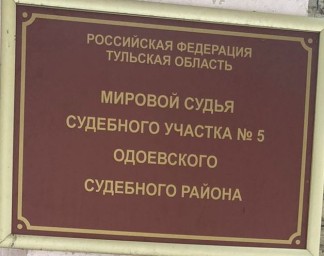 РОССИЙСКАЯ ФЕДЕРАЦИЯ
ТУЛЬСКАЯ ОБЛАСТЬ
МИРОВОЙ СУДЬЯ
СУДЕБНОГО УЧАСТКА № 5
ОДОЕВСКОГО
СУДЕБНОГО РАЙОНА